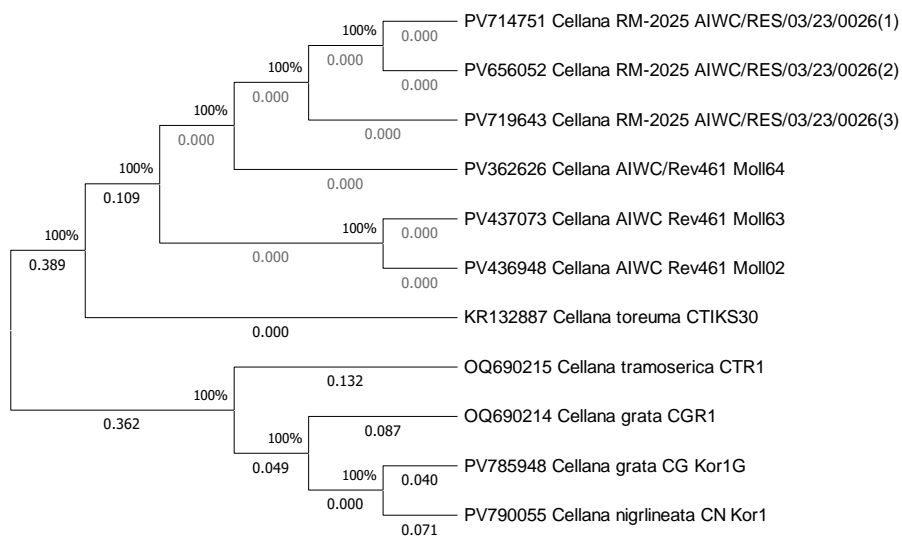 PV714751 Cellana RM-2025 AIWC/RES/03/23/0026(1)
100%
0.000
100%
0.000
PV656052 Cellana RM-2025 AIWC/RES/03/23/0026(2)
100%
0.000
0.000
100%
PV719643 Cellana RM-2025 AIWC/RES/03/23/0026(3)
0.000
0.000
100%
PV362626 Cellana AIWC/Rev461 Moll64
0.000
0.109
100%
PV437073 Cellana AIWC Rev461 Moll63
0.000
100%
0.000
0.389
PV436948 Cellana AIWC Rev461 Moll02
0.000
KR132887 Cellana toreuma CTIKS30
0.000
OQ690215 Cellana tramoserica CTR1
0.132
100%
0.362
OQ690214 Cellana grata CGR1
0.087
100%
0.049
PV785948 Cellana grata CG Kor1G
100%
0.040
0.000
PV790055 Cellana nigrlineata CN Kor1
0.071